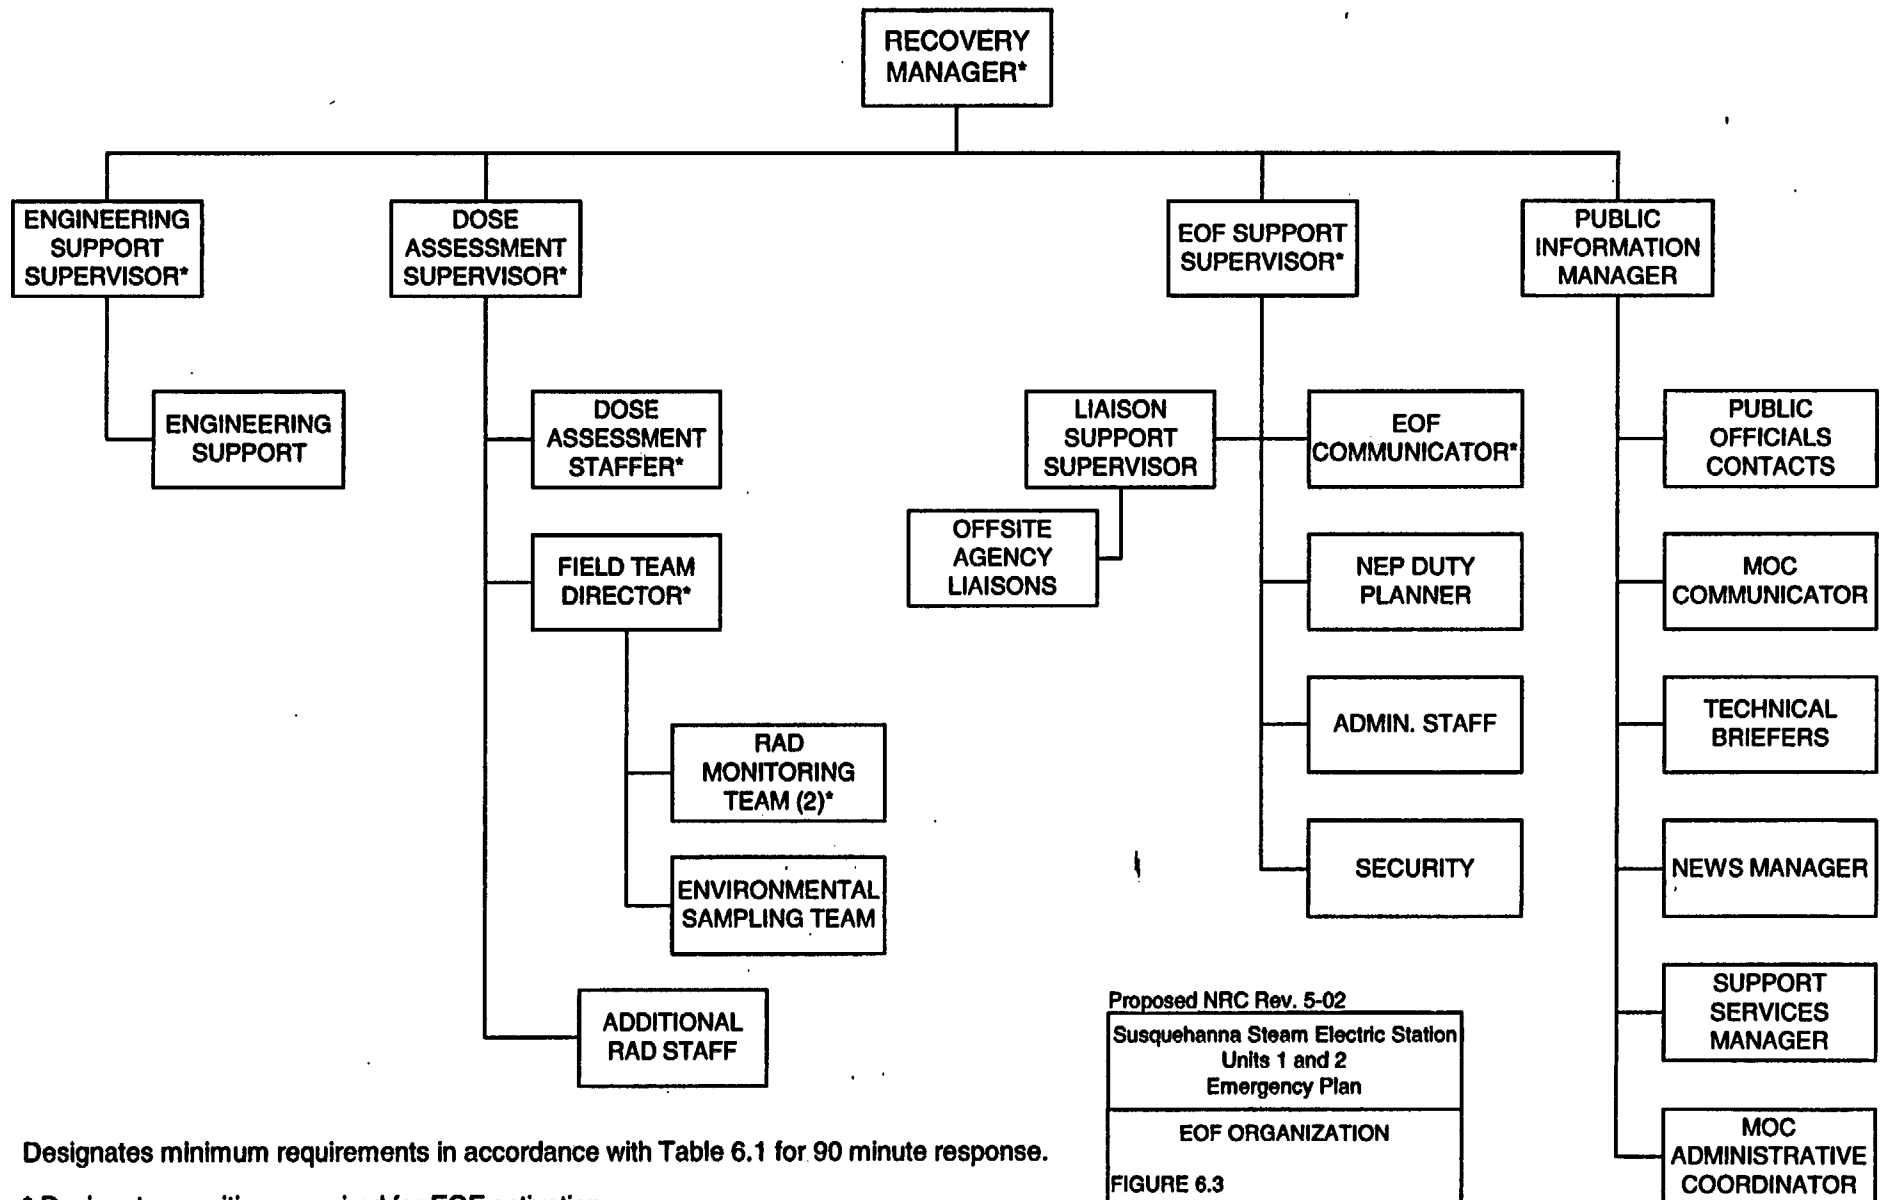 RECOVERY
MANAGER*
ENGINEERING
SUPPORT
SUPERVISOR*
DOSE
ASSESSMENT
SUPERVISOR*
EOF SUPPORT
SUPERVISOR*
PUBLIC
INFORMATION
MANAGER
ENGINEERING
SUPPORT
DOSE
ASSESSMENT
STAFFER*
LIAISON
SUPPORT
SUPERVISOR
EOF
COMMUNICATOR*
PUBLIC
OFFICIALS
CONTACTS
OFFSITE
AGENCY
LIAISONS
FIELD TEAM
DIRECTOR*
NEP DUTY
PLANNER
MOC
COMMUNICATOR
ADMIN. STAFF
TECHNICAL
BRIEFERS
RAD
MONITORING
TEAM (2)*
SECURITY
NEWS MANAGER
ENVIRONMENTAL
SAMPLING TEAM
SUPPORT
SERVICES
MANAGER
ADDITIONAL
RAD STAFF
MOC
ADMINISTRATIVE
COORDINATOR
Proposed NRC Rev. 5-02
Susquehanna Steam Electric Station
Units 1 and 2
Emergency Plan
EOF ORGANIZATION
FIGURE 6.3
Designates minimum requirements in accordance with Table 6.1 for 90 minute response.